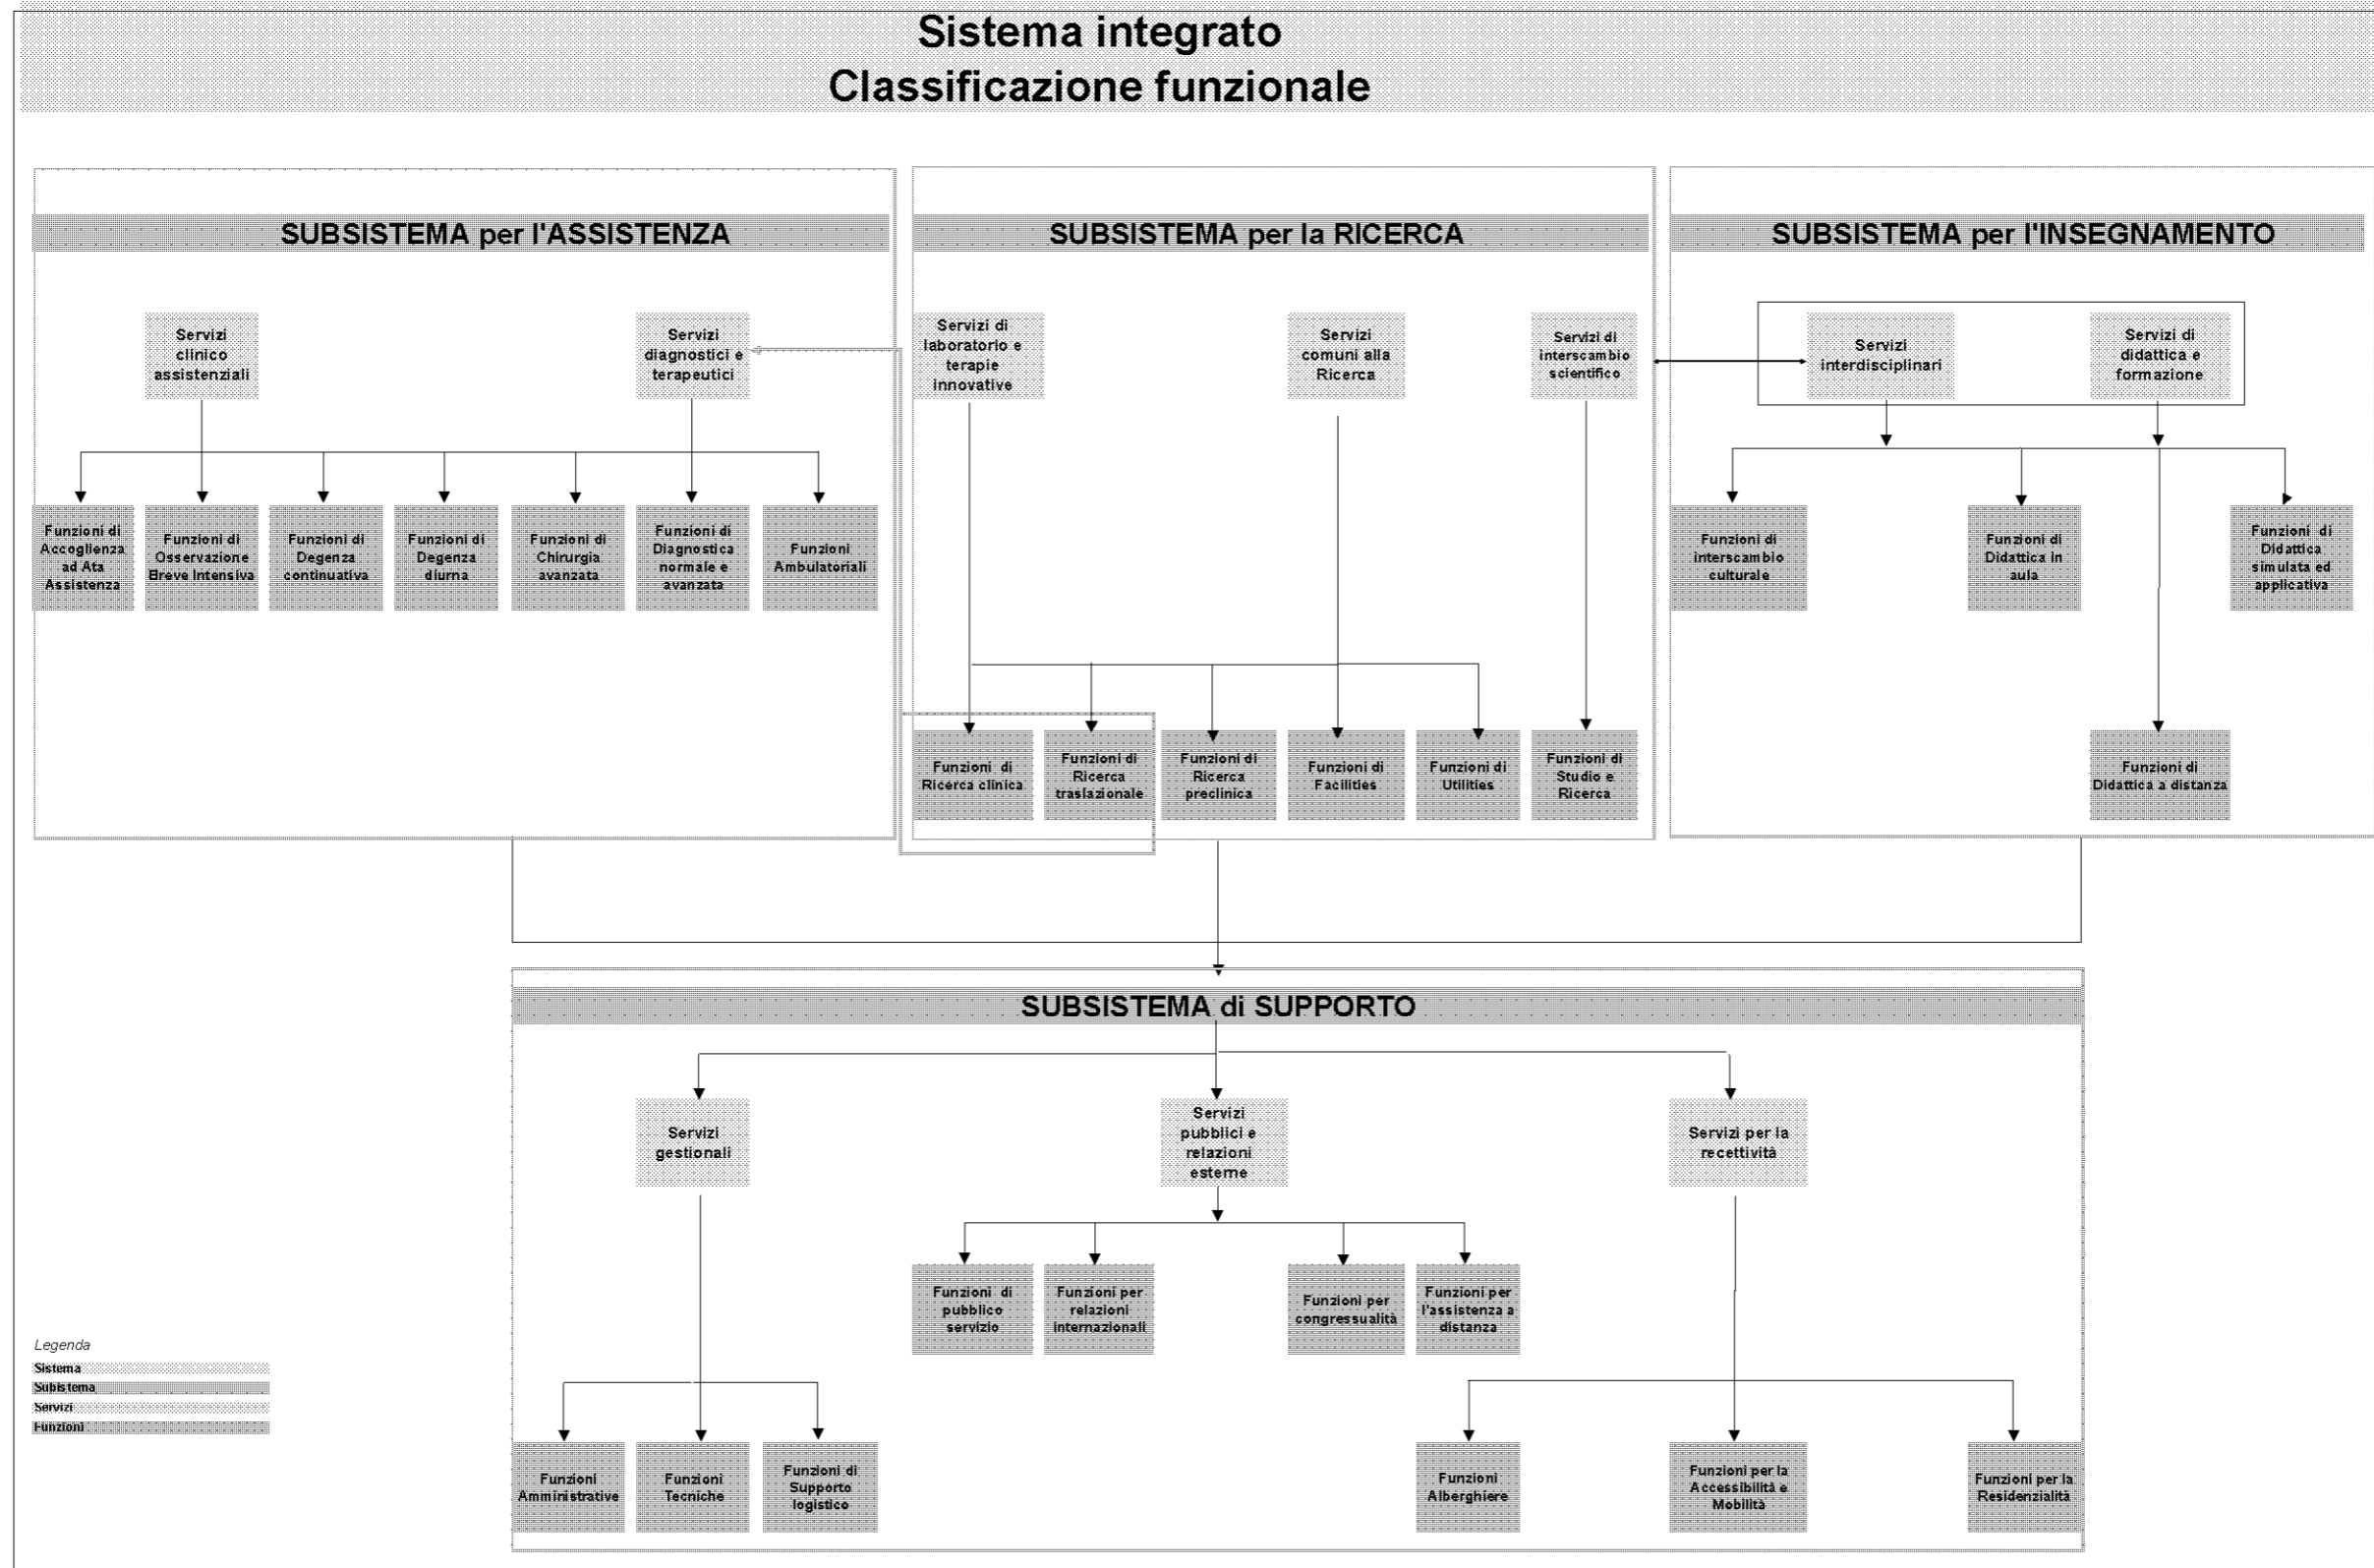 Sistema integrato
Classificazione funzionale
SUBSISTEMA per l'ASSISTENZA
SUBSISTEMA per la RICERCA
SUBSISTEMA per l'INSEGNAMENTO
Servizi
clinico
assistenziali
Servizi
diagnostici e
terapeutici
Servizi di
laboratorio e
terapie
innovative
Servizi
comuni alla
Ricerca
Servizi di
interscambio
scientifico
Servizi
interdisciplinari
Servizi di
didattica e
formazione
Funzioni di
Accoglienza
ad Ata
Assistenza
Funzioni di
Osservazione
Breve Intensiva
Funzioni di
Degenza
continuativa
Funzioni di
Degenza
diurna
Funzioni di
Chirurgia
avanzata
Funzioni di
Diagnostica
normale e
avanzata
Funzioni
Ambulatoriali
Funzioni di
interscambio
culturale
Funzioni di
Didattica in
aula
Funzioni di
Didattica
simulata ed
applicativa
Funzioni di
Ricerca clinica
Funzioni di
Ricerca
traslazionale
Funzioni di
Ricerca
preclinica
Funzioni di
Facilities
Funzioni di
Utilities
Funzioni di
Studio e
Ricerca
Funzioni di
Didattica a distanza
SUBSISTEMA di SUPPORTO
Servizi
gestionali
Servizi
pubblici e
relazioni
esterne
Servizi per la
recettività
Funzioni di
pubblico
servizio
Funzioni per
relazioni
internazionali
Funzioni per
congressualità
Funzioni per
l'assistenza a
distanza
Funzioni
Amministrative
Funzioni
Tecniche
Funzioni di
Supporto
logistico
Funzioni
Alberghiere
Funzioni per la
Accessibilità e
Mobilità
Funzioni per la
Residenzialità
Legenda
Sistema
Subistema
Servizi
Funzioni